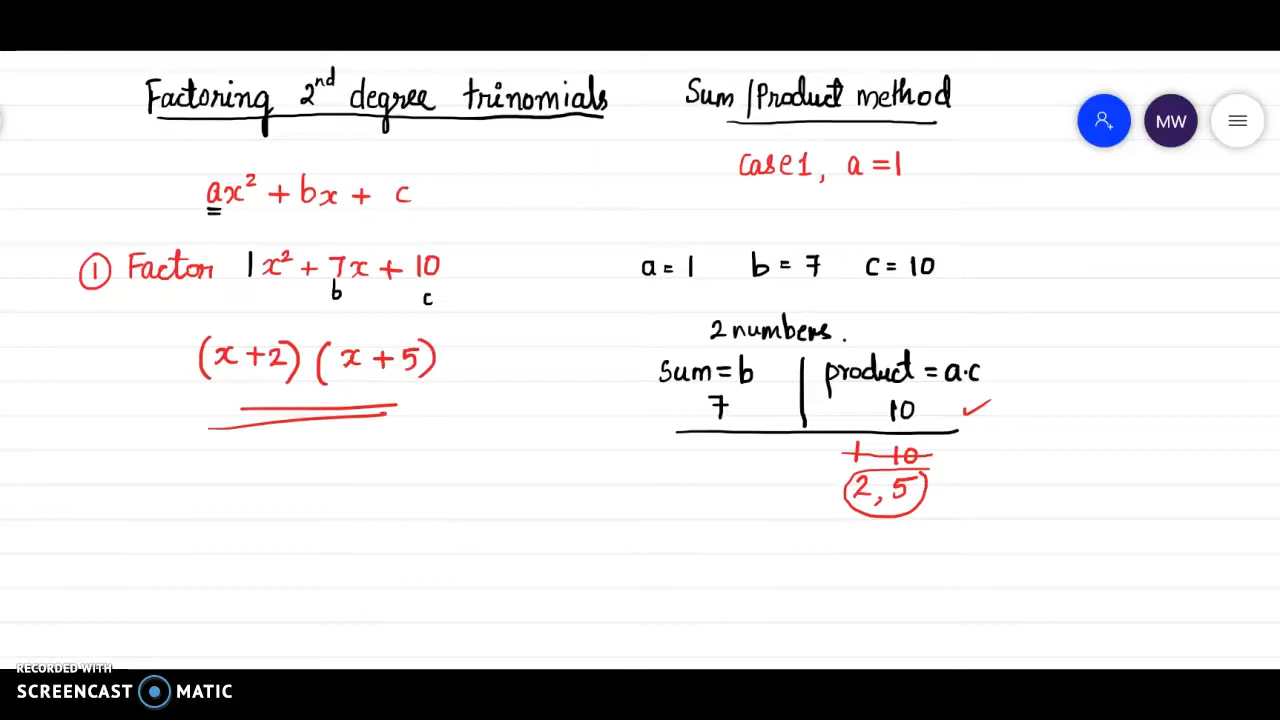 Factoring 2nd degree trinomials
Sum/Product method
case 1, a = 1
ax² + bx + c
① Factor 1x² + 7x + 10
b c
a = 1 b = 7 c = 10
(x + 2) (x + 5)
2 numbers.
sum = b | product = a·c
7 | 10 ✓
1 10
2, 5
MW
RECORDED WITH
SCREENCAST MATIC